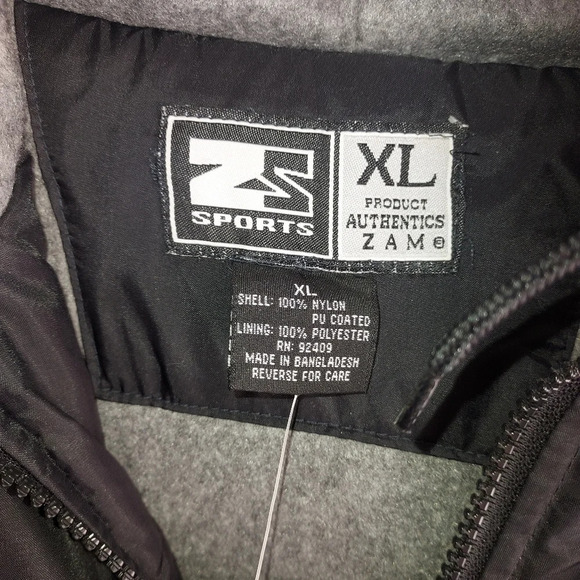 ZS
SPORTS
XL
PRODUCT
AUTHENTICS
ZAM
XL
SHELL: 100% NYLON
PU COATED
LINING: 100% POLYESTER
RN: 92409
MADE IN BANGLADESH
REVERSE FOR CARE